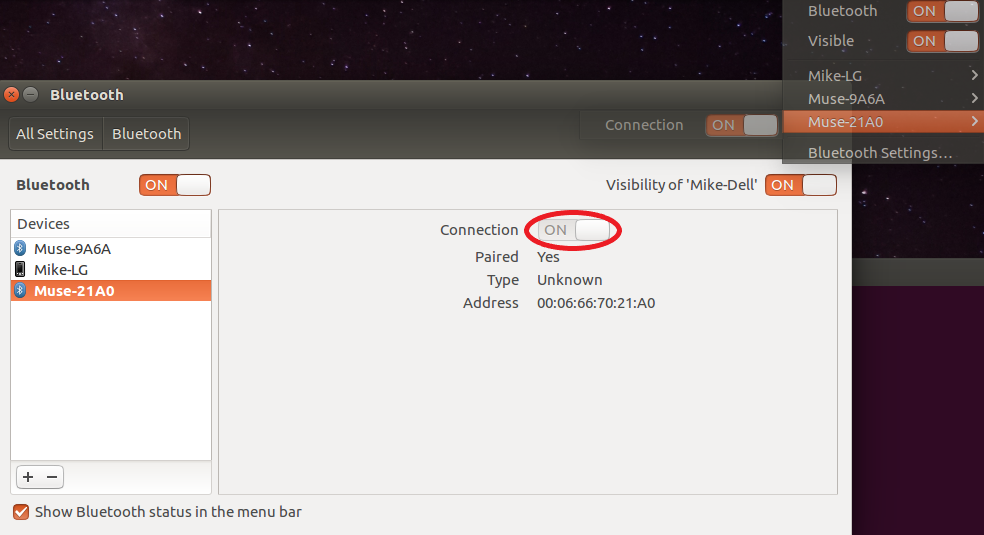 Bluetooth ON
Visible ON
Mike-LG
Muse-9A6A
Muse-21A0
Bluetooth Settings...
Connection ON
Bluetooth
All Settings Bluetooth
Bluetooth ON Visibility of 'Mike-Dell' ON
Devices
Muse-9A6A
Mike-LG
Muse-21A0
Connection ON
Paired Yes
Type Unknown
Address 00:06:66:70:21:A0
Show Bluetooth status in the menu bar